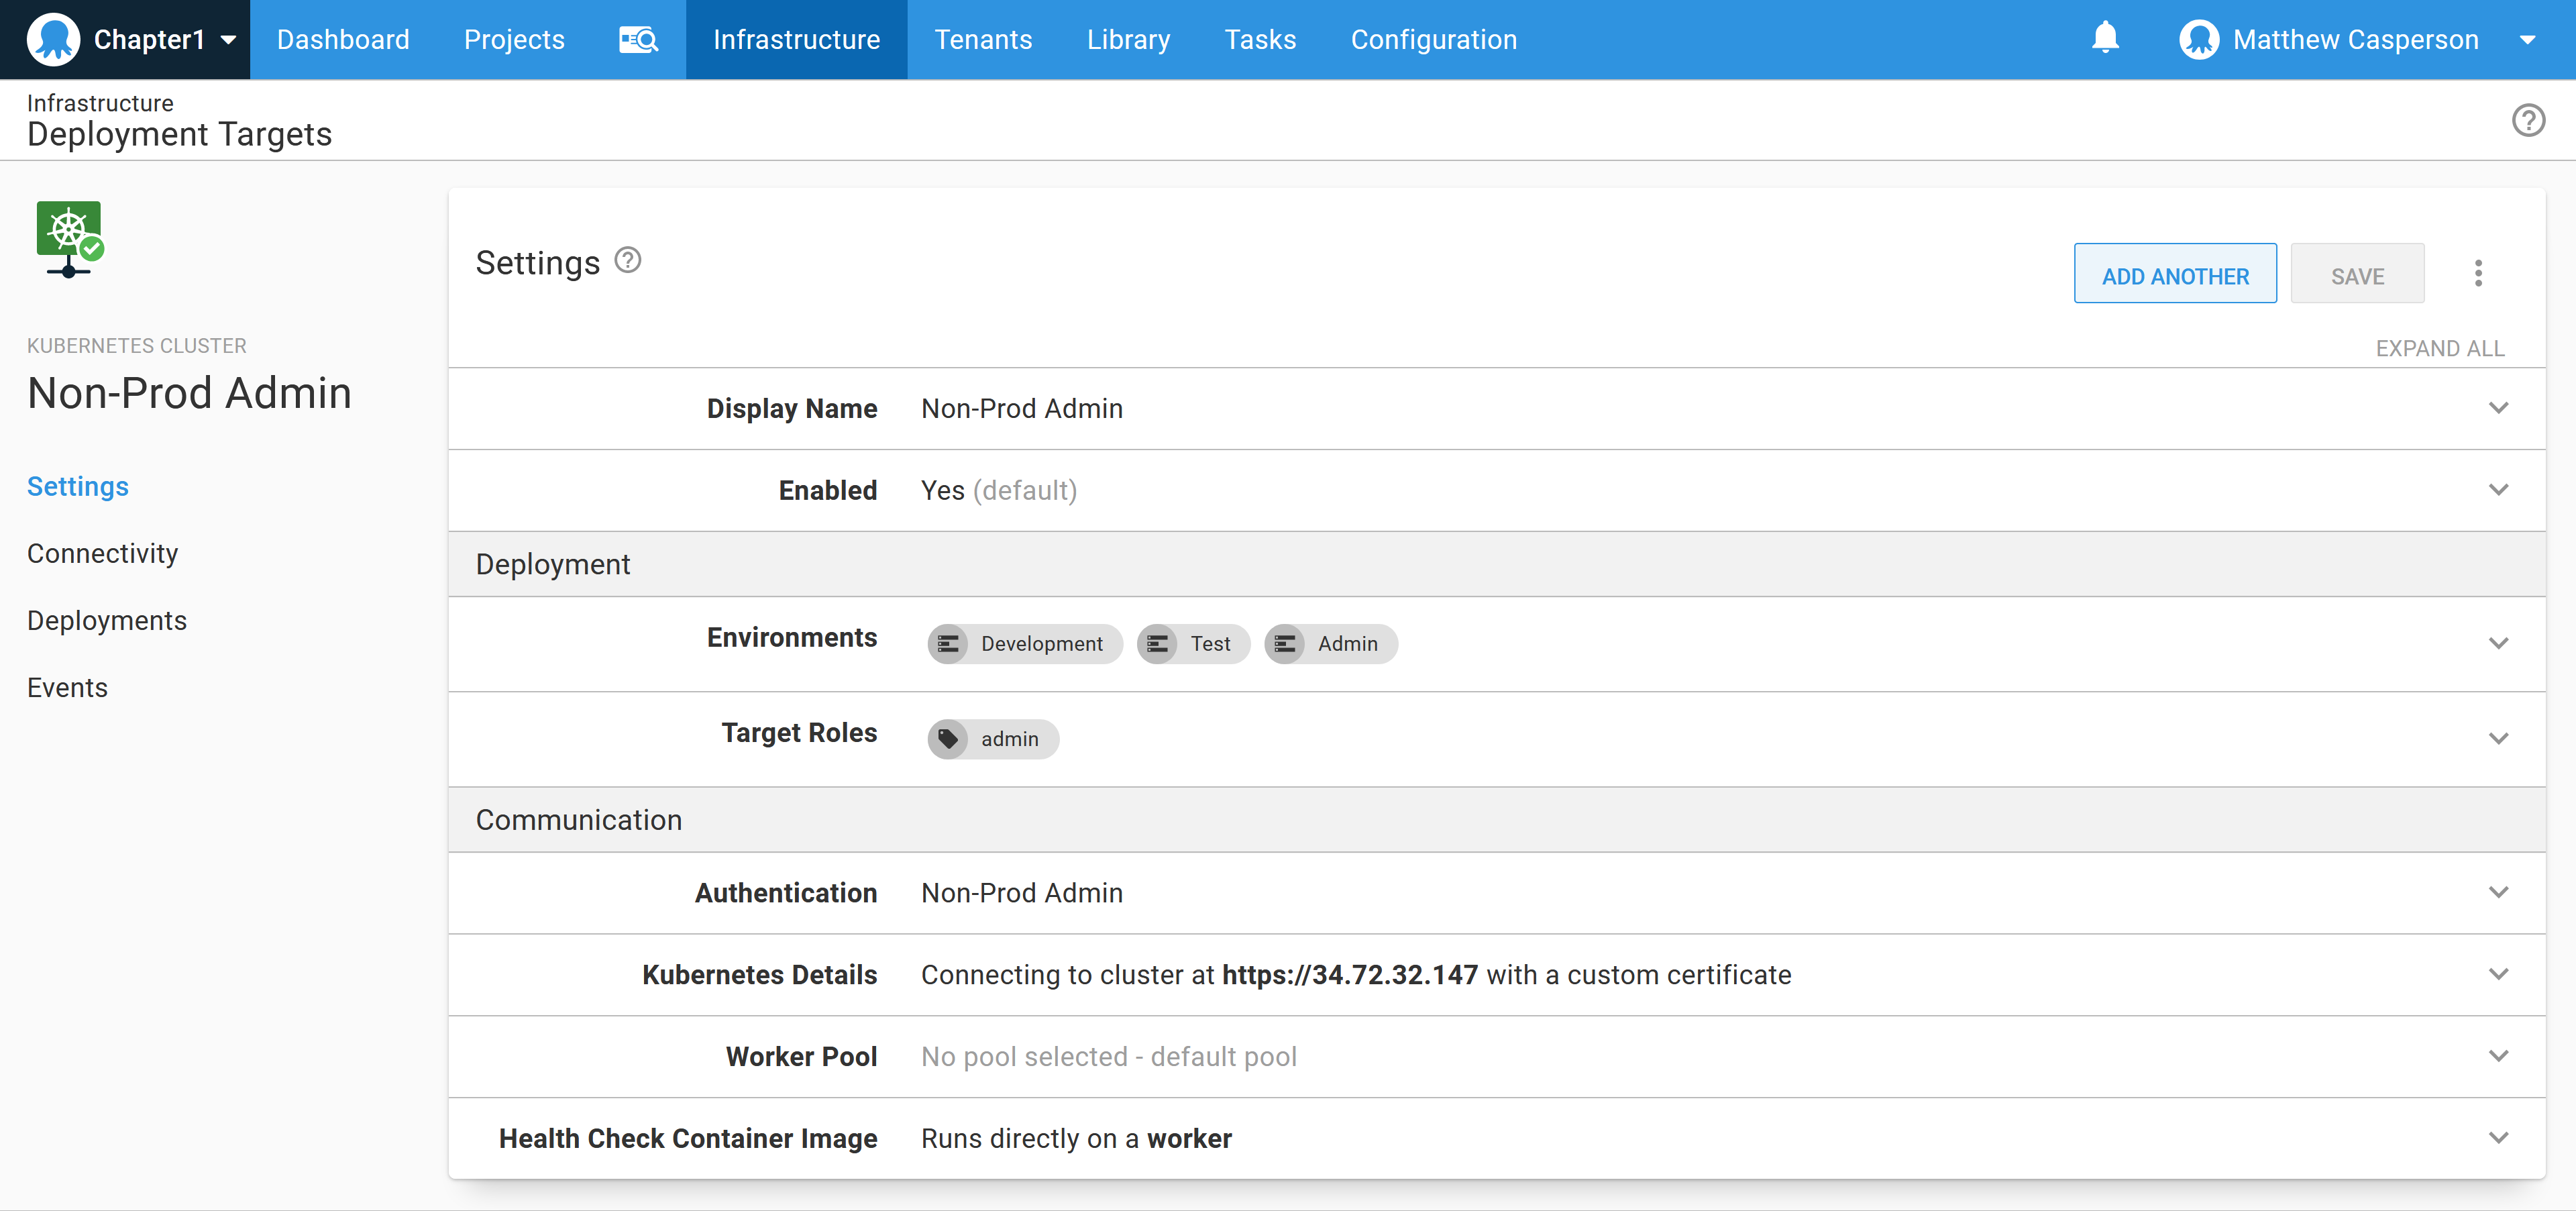 Chapter1 Dashboard Projects Infrastructure Tenants Library Tasks Configuration Matthew Casperson
Infrastructure
Deployment Targets
KUBERNETES CLUSTER
Non-Prod Admin
Settings
Connectivity
Deployments
Events
Settings
ADD ANOTHER SAVE
EXPAND ALL
Display Name Non-Prod Admin
Enabled Yes (default)
Deployment
Environments Development Test Admin
Target Roles admin
Communication
Authentication Non-Prod Admin
Kubernetes Details Connecting to cluster at https://34.72.32.147 with a custom certificate
Worker Pool No pool selected - default pool
Health Check Container Image Runs directly on a worker